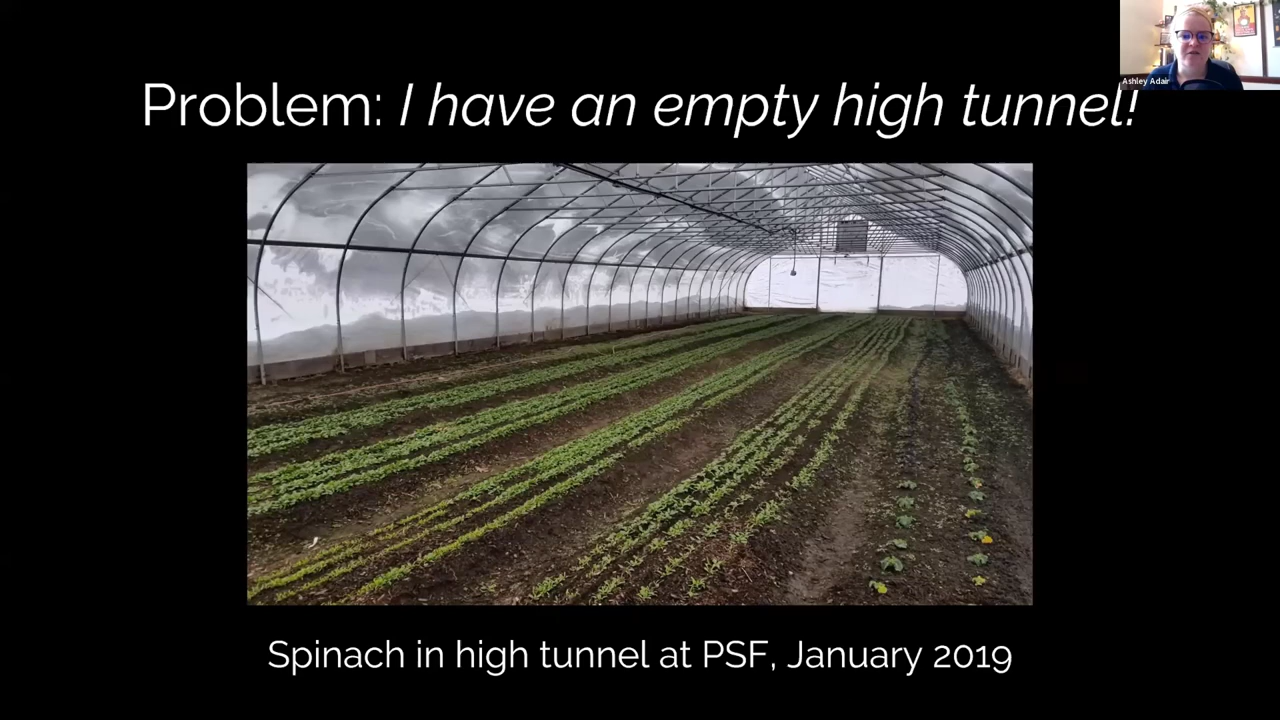 Ashley Adair
Problem: I have an empty high tunnel!
Spinach in high tunnel at PSF, January 2019